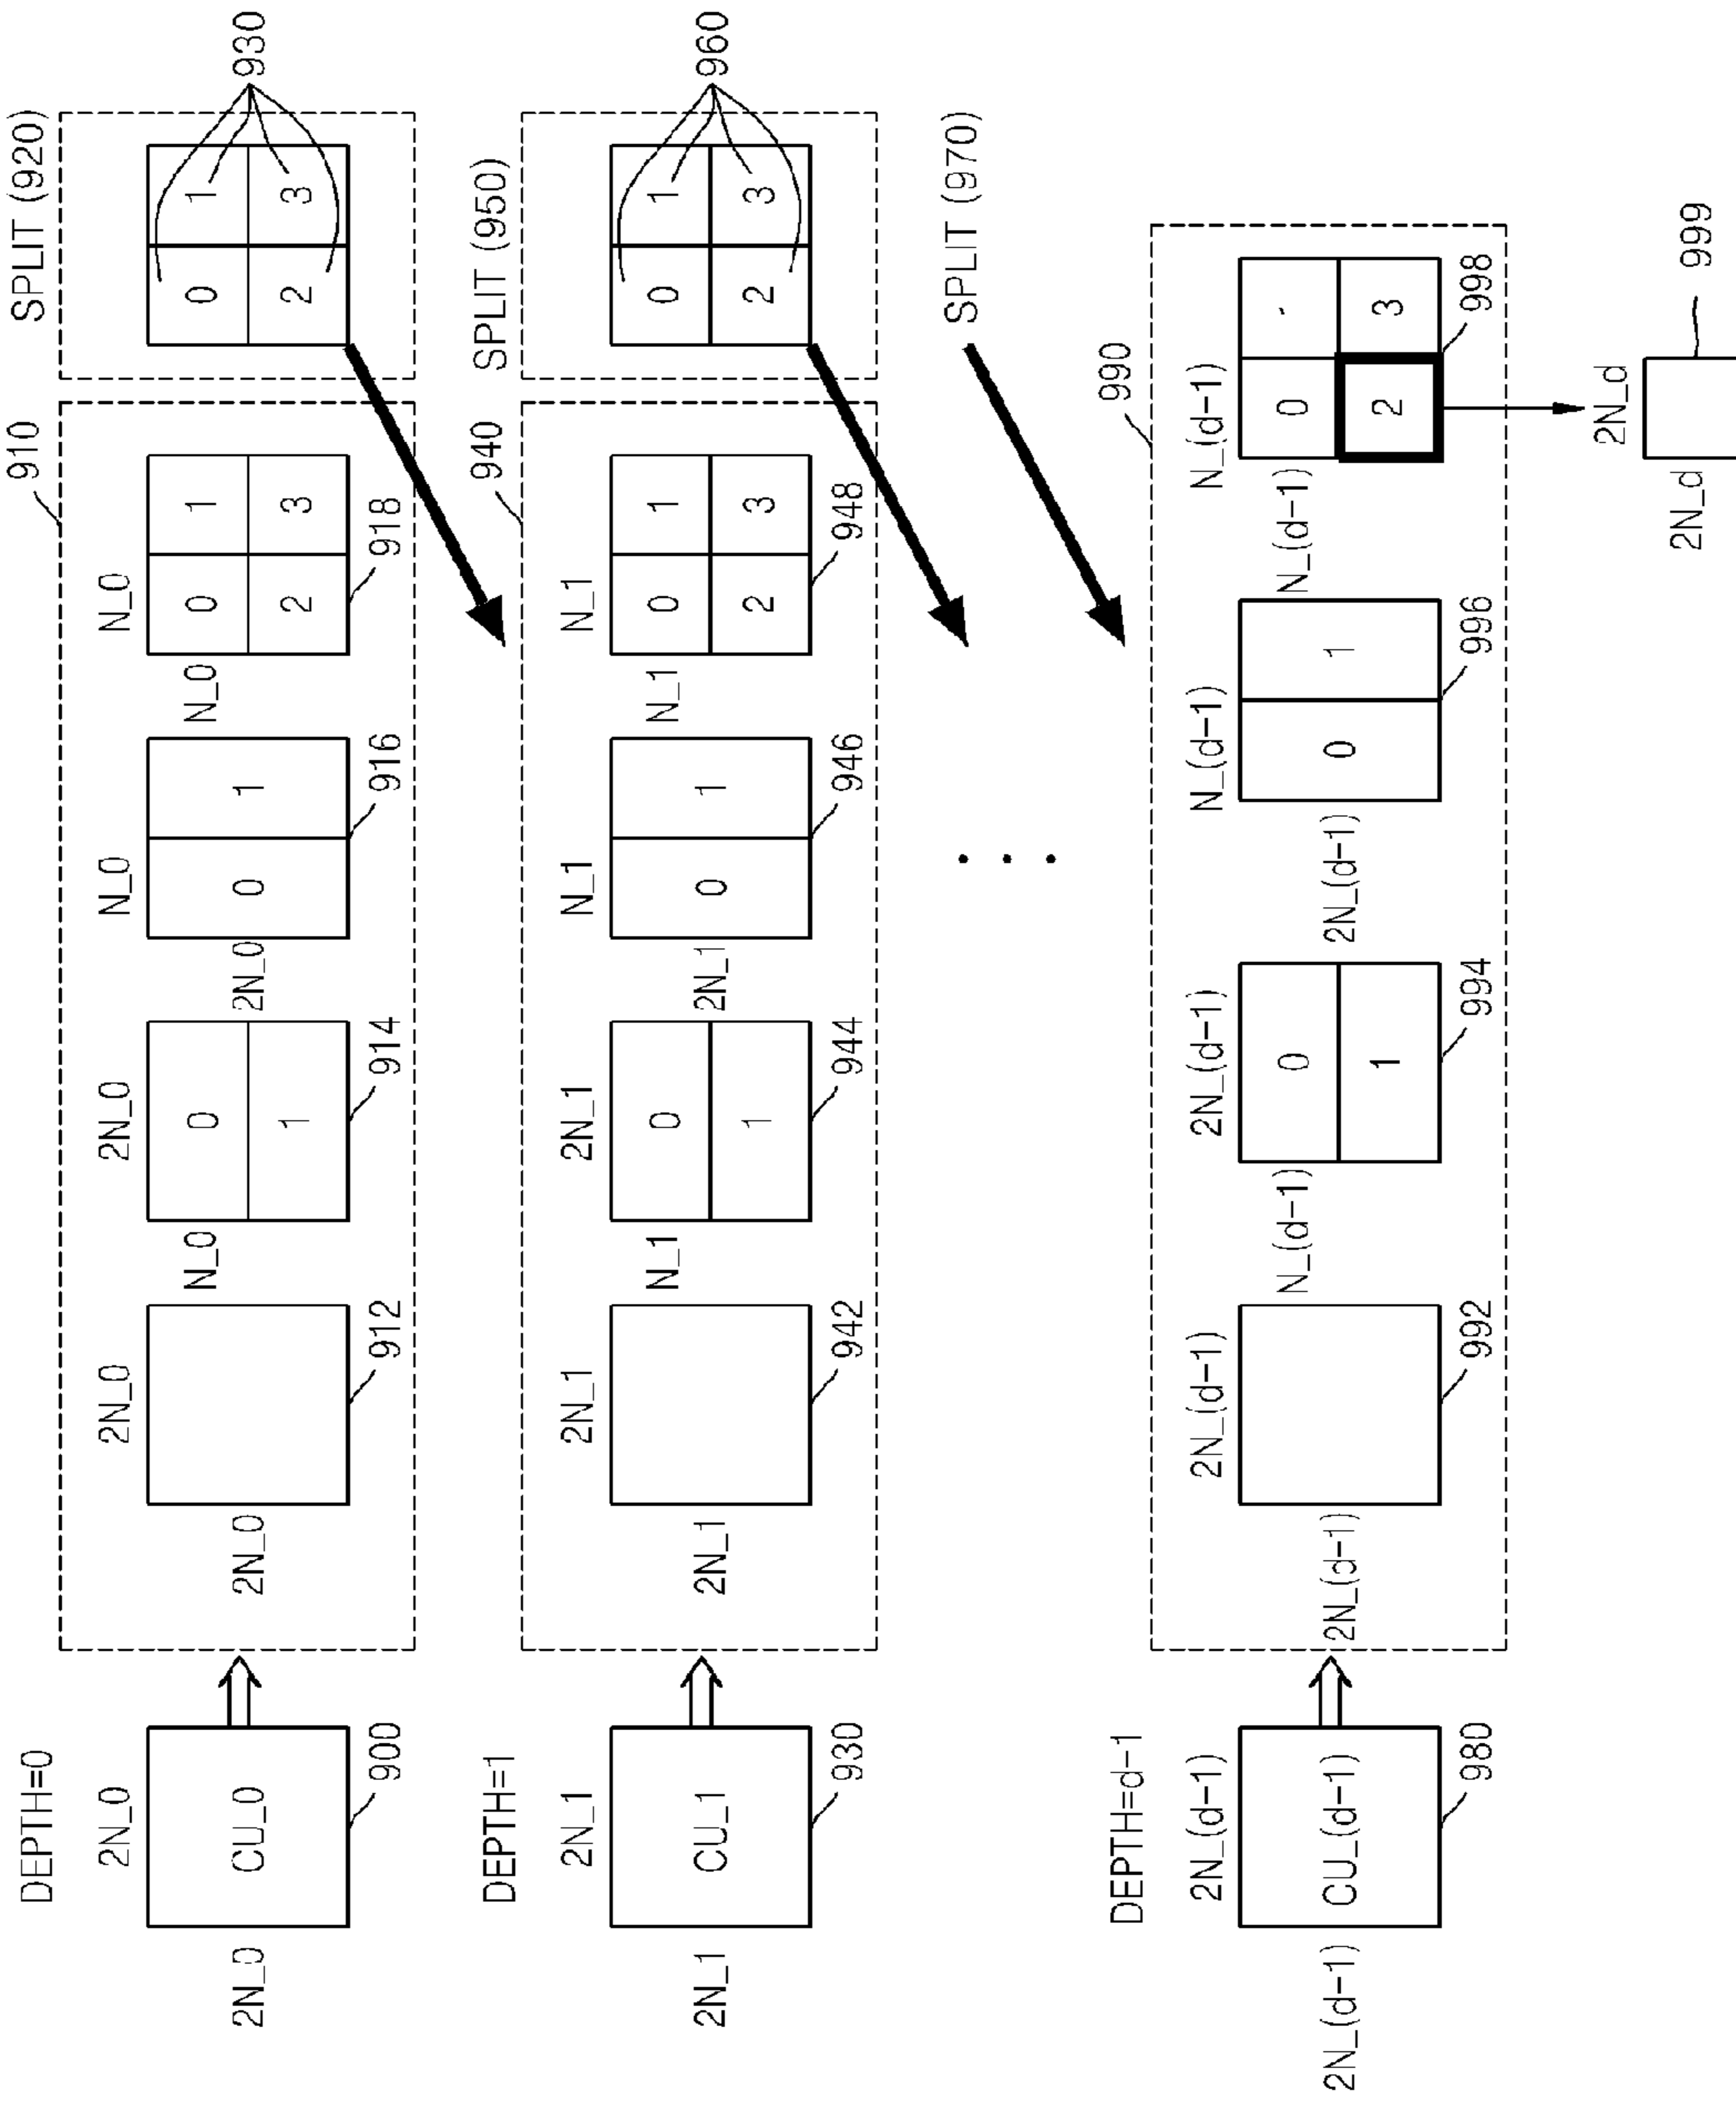 DEPTH=0
2N_0
2N_0
CU_0
900
910
2N_0
2N_0
912
2N_0
N_0
0
1
914
N_0
2N_0
0
1
916
N_0
N_0
0
1
2
3
918
SPLIT (920)
0
1
2
3
930
DEPTH=1
2N_1
2N_1
CU_1
930
940
2N_1
2N_1
942
2N_1
N_1
0
1
944
N_1
2N_1
0
1
946
N_1
N_1
0
1
2
3
948
SPLIT (950)
0
1
2
3
960
SPLIT (970)
. . .
DEPTH=d-1
2N_(d-1)
2N_(d-1)
CU_(d-1)
980
990
2N_(d-1)
2N_(d-1)
992
2N_(d-1)
N_(d-1)
0
1
994
N_(d-1)
2N_(d-1)
0
1
996
N_(d-1)
N_(d-1)
0
2
3
998
2N_d
2N_d
999